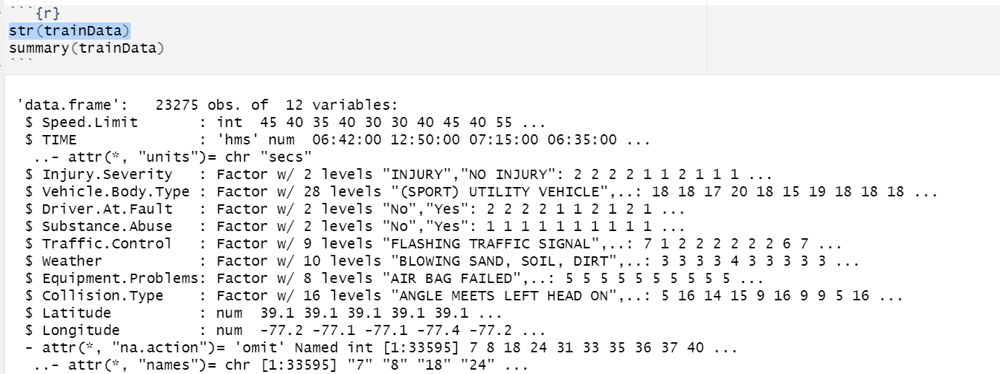 ```{r}
str(trainData)
summary(trainData)
```
'data.frame':   23275 obs. of  12 variables:
 $ Speed.Limit       : int  45 40 35 40 30 30 40 45 40 55 ...
 $ TIME              : 'hms' num  06:42:00 12:50:00 07:15:00 06:35:00 ...
  ..- attr(*, "units")= chr "secs"
 $ Injury.Severity   : Factor w/ 2 levels "INJURY","NO INJURY": 2 2 2 2 1 1 2 1 1 1 ...
 $ Vehicle.Body.Type : Factor w/ 28 levels "(SPORT) UTILITY VEHICLE",..: 18 18 17 20 18 15 19 18 18 18 ...
 $ Driver.At.Fault   : Factor w/ 2 levels "No","Yes": 2 2 2 2 1 1 2 1 2 1 ...
 $ Substance.Abuse   : Factor w/ 2 levels "No","Yes": 1 1 1 1 1 1 1 1 1 1 ...
 $ Traffic.Control   : Factor w/ 9 levels "FLASHING TRAFFIC SIGNAL",..: 7 1 2 2 2 2 2 2 6 7 ...
 $ Weather           : Factor w/ 10 levels "BLOWING SAND, SOIL, DIRT",..: 3 3 3 3 4 3 3 3 3 3 ...
 $ Equipment.Problems: Factor w/ 8 levels "AIR BAG FAILED",..: 5 5 5 5 5 5 5 5 5 5 ...
 $ Collision.Type    : Factor w/ 16 levels "ANGLE MEETS LEFT HEAD ON",..: 5 16 14 15 9 16 9 9 5 16 ...
 $ Latitude          : num  39.1 39.1 39.1 39.1 39.1 ...
 $ Longitude         : num  -77.2 -77.1 -77.1 -77.4 -77.2 ...
 - attr(*, "na.action")= 'omit' Named int [1:33595] 7 8 18 24 31 33 35 36 37 40 ...
  ..- attr(*, "names")= chr [1:33595] "7" "8" "18" "24" ...